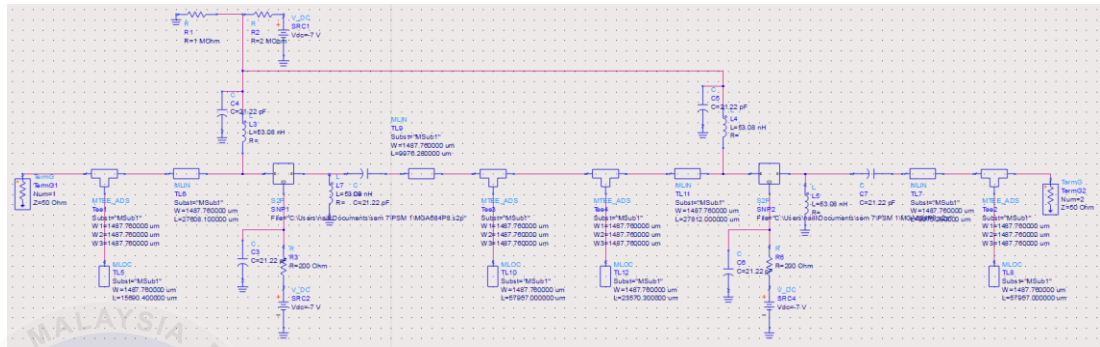 R
R1
R=1 MOhm
R
R2
R=2 MOhm
V_DC
SRC1
Vdc=-7 V
C
C4
C=21.22 pF
L
L3
L=53.08 nH
R=
C
C5
C=21.22 pF
L
L4
L=53.08 nH
R=
MLIN
TL9
Subst="MSub1"
W=1487.760000 um
L=9976.280000 um
TermG
TermG1
Num=1
Z=50 Ohm
MTEE_ADS
Tee1
Subst="MSub1"
W1=1487.760000 um
W2=1487.760000 um
W3=1487.760000 um
MLIN
TL6
Subst="MSub1"
W=1487.760000 um
S2P
SNP1
L
L7
L=53.08 nH
R=
C
C=21.22 pF
MTEE_ADS
Tee3
Subst="MSub1"
W1=1487.760000 um
W2=1487.760000 um
W3=1487.760000 um
MTEE_ADS
Tee4
Subst="MSub1"
W1=1487.760000 um
W2=1487.760000 um
W3=1487.760000 um
MLIN
TL11
Subst="MSub1"
W=1487.760000 um
L=27812.000000 um
S2P
SNP2
L
L=53.08 nH
R=
C
C7
C=21.22 pF
MLIN
TL7
Subst="MSub1"
W=1487.760000 um
MTEE_ADS
Tee2
Subst="MSub1"
W1=1487.760000 um
W2=1487.760000 um
W3=1487.760000 um
TermG
TermG2
Num=2
Z=50 Ohm
MLOC
TL5
Subst="MSub1"
W=1487.760000 um
L=15690.400000 um
C
C3
C=21.22 pF
R
R3
R=200 Ohm
V_DC
SRC2
Vdc=-7 V
MLOC
TL10
Subst="MSub1"
W=1487.760000 um
L=57957.000000 um
MLOC
TL12
Subst="MSub1"
W=1487.760000 um
L=23570.300000 um
C
C6
C=21.22 pF
R
R6
R=200 Ohm
V_DC
SRC4
Vdc=-7 V
MLOC
TL8
Subst="MSub1"
W=1487.760000 um
L=57957.000000 um
MALAYSIA